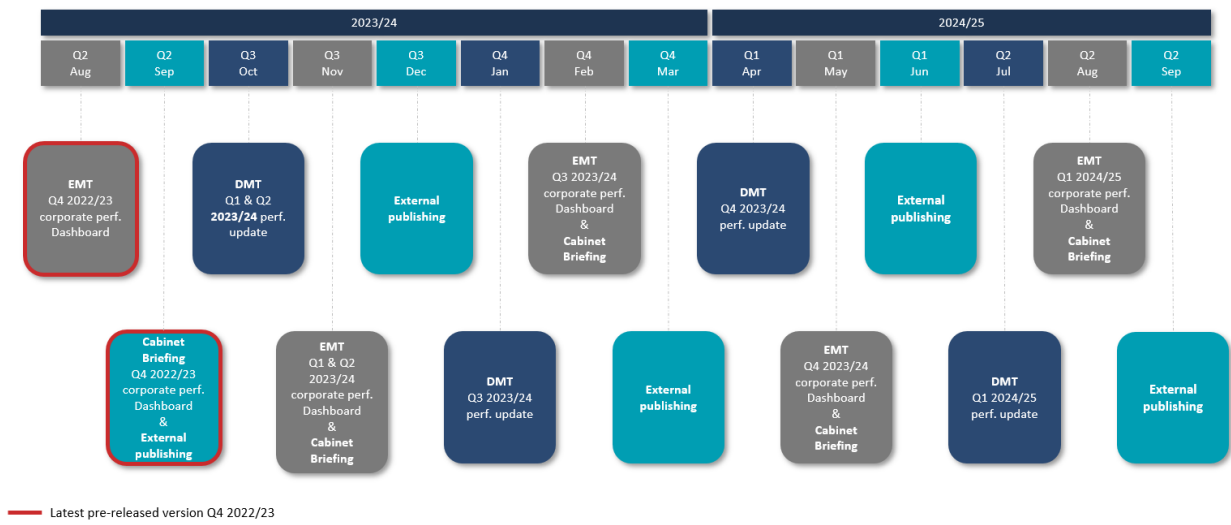 2023/24
2024/25
Q2
Aug
Q2
Sep
Q3
Oct
Q3
Nov
Q3
Dec
Q4
Jan
Q4
Feb
Q4
Mar
Q1
Apr
Q1
May
Q1
Jun
Q2
Jul
Q2
Aug
Q2
Sep
EMT
Q4 2022/23
corporate perf.
Dashboard
DMT
Q1 & Q2
2023/24 perf.
update
External
publishing
EMT
Q3 2023/24
corporate perf.
Dashboard
&
Cabinet
Briefing
DMT
Q4 2023/24
perf. update
External
publishing
EMT
Q1 2024/25
corporate perf.
Dashboard
&
Cabinet
Briefing
Cabinet
Briefing
Q4 2022/23
corporate perf.
Dashboard
&
External
publishing
EMT
Q1 & Q2
2023/24
corporate perf.
Dashboard
&
Cabinet
Briefing
DMT
Q3 2023/24
perf. update
External
publishing
EMT
Q4 2023/24
corporate perf.
Dashboard
&
Cabinet
Briefing
DMT
Q1 2024/25
perf. update
External
publishing
Latest pre-released version Q4 2022/23